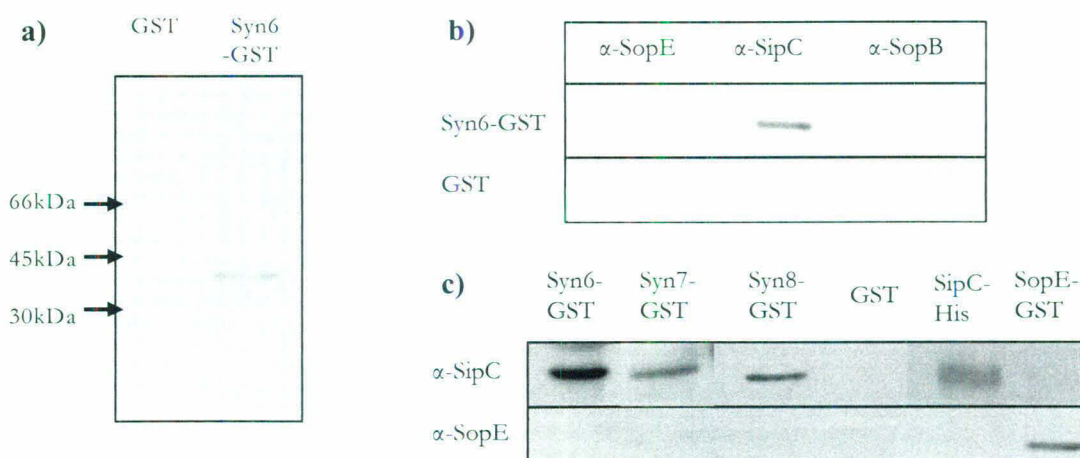 a)
GST
Syn6
-GST
66kDa
45kDa
30kDa
b)
α-SopE α-SipC α-SopB
Syn6-GST
GST
c)
Syn6-
GST
Syn7-
GST
Syn8-
GST
GST
SipC-
His
SopE-
GST
α-SipC
α-SopE